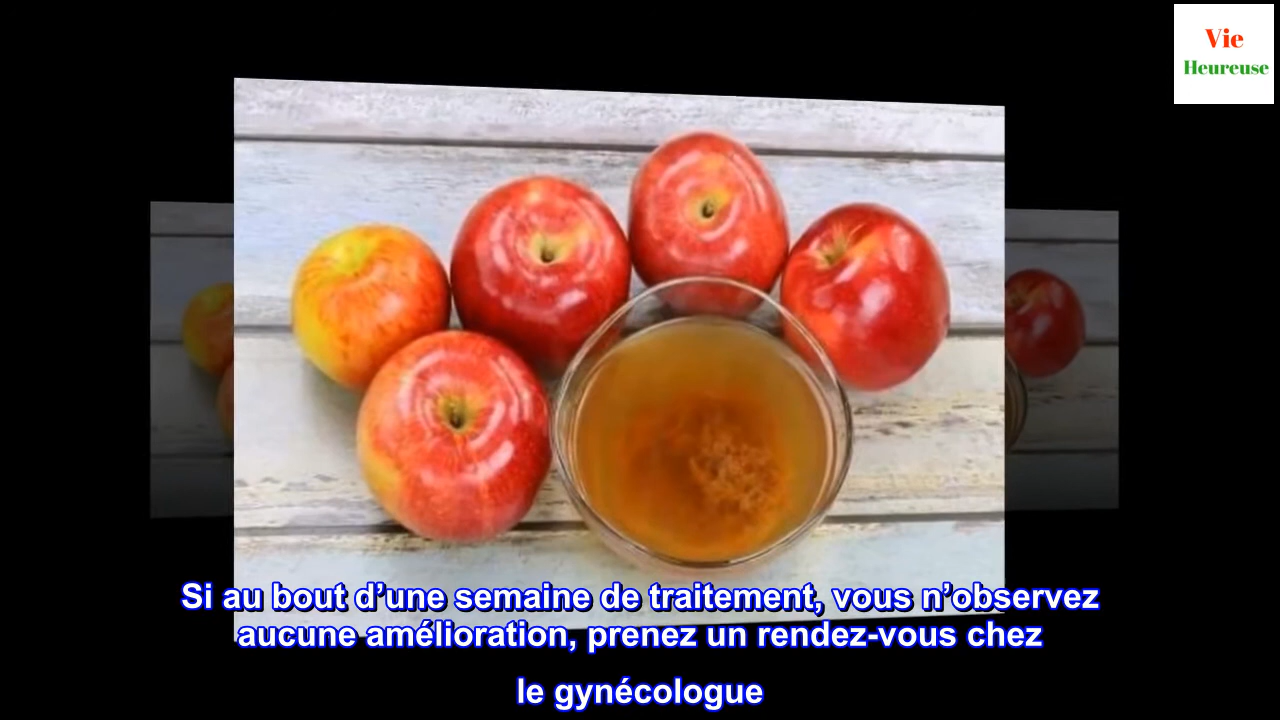 Vie
Heureuse
Si au bout d’une semaine de traitement, vous n’observez
aucune amélioration, prenez un rendez-vous chez
le gynécologue